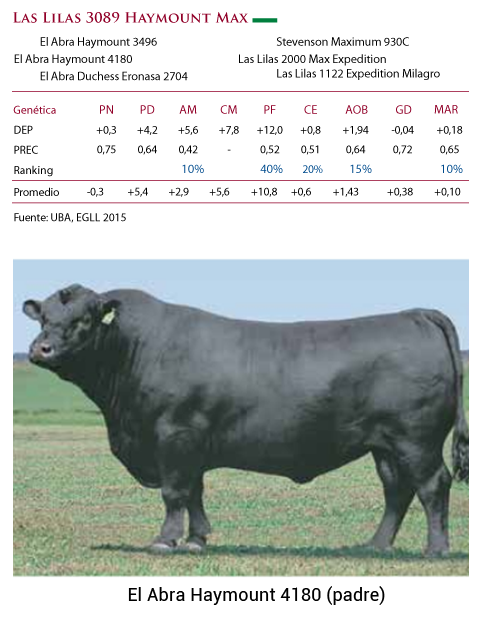 Las Lilas 3089 Haymount Max
El Abra Haymount 3496 Stevenson Maximum 930C
El Abra Haymount 4180 Las Lilas 2000 Max Expedition
El Abra Duchess Eronasa 2704 Las Lilas 1122 Expedition Milagro
Genética PN PD AM CM PF CE AOB GD MAR
DEP +0,3 +4,2 +5,6 +7,8 +12,0 +0,8 +1,94 -0,04 +0,18
PREC 0,75 0,64 0,42 - 0,52 0,51 0,64 0,72 0,65
Ranking 10% 40% 20% 15% 10%
Promedio -0,3 +5,4 +2,9 +5,6 +10,8 +0,6 +1,43 +0,38 +0,10
Fuente: UBA, EGLL 2015
El Abra Haymount 4180 (padre)